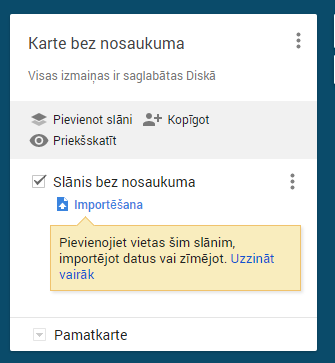 Karte bez nosaukuma
Visas izmaiņas ir saglabātas Diskā
Pievienot slāni
Kopīgot
Priekšskatīt
Slānis bez nosaukuma
Importēšana
Pievienojiet vietas šim slānim,
importējot datus vai zīmējot. Uzzināt
vairāk
Pamatkarte